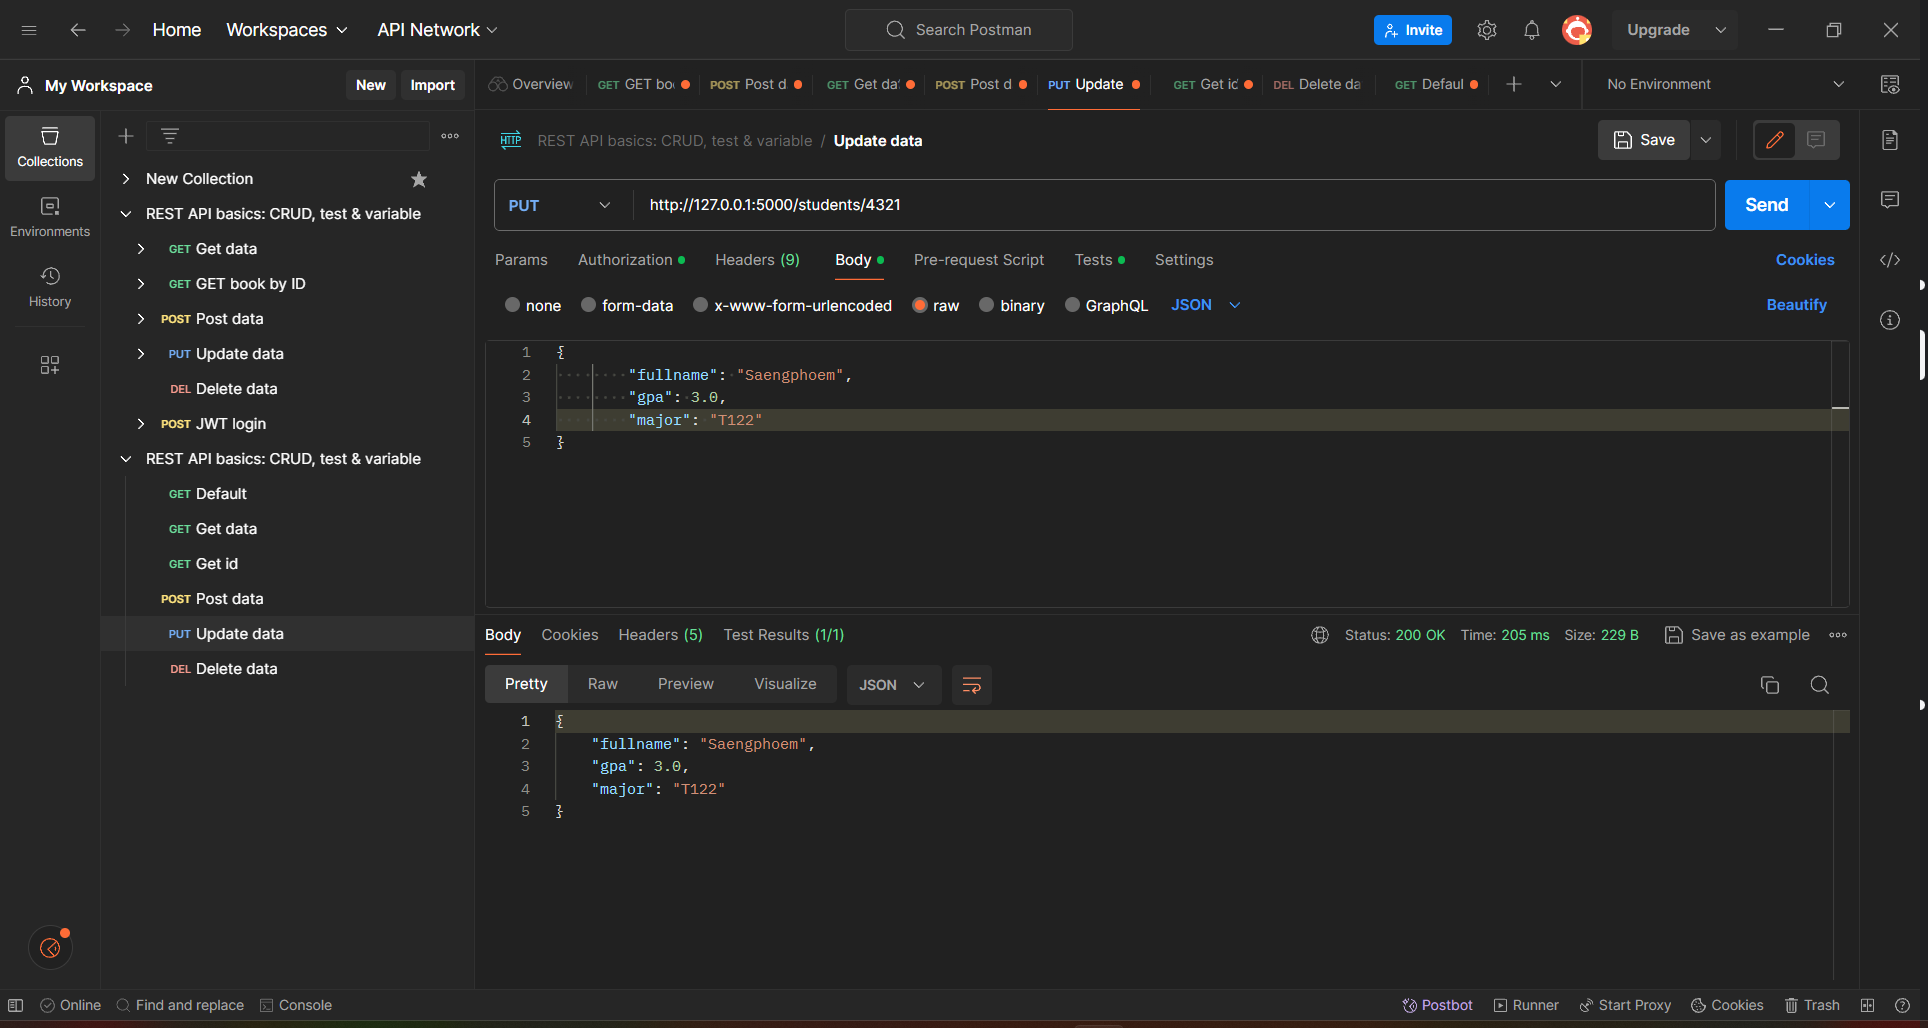 Home Workspaces API Network Search Postman Invite Upgrade
My Workspace New Import Overview GET GET bo POST Post d GET Get da POST Post d PUT Update GET Get ic DEL Delete da GET Defaul No Environment
Collections
Environments
History
New Collection
REST API basics: CRUD, test & variable
GET Get data
GET GET book by ID
POST Post data
PUT Update data
DEL Delete data
POST JWT login
REST API basics: CRUD, test & variable
GET Default
GET Get data
GET Get id
POST Post data
PUT Update data
DEL Delete data
HTTP REST API basics: CRUD, test & variable / Update data Save
PUT http://127.0.0.1:5000/students/4321 Send
Params Authorization Headers (9) Body Pre-request Script Tests Settings Cookies
none form-data x-www-form-urlencoded raw binary GraphQL JSON Beautify
1 {
2 "fullname": "Saengphoem",
3 "gpa": 3.0,
4 "major": "T122"
5 }
Body Cookies Headers (5) Test Results (1/1) Status: 200 OK Time: 205 ms Size: 229 B Save as example
Pretty Raw Preview Visualize JSON
1 {
2 "fullname": "Saengphoem",
3 "gpa": 3.0,
4 "major": "T122"
5 }
Online Find and replace Console Postbot Runner Start Proxy Cookies Trash